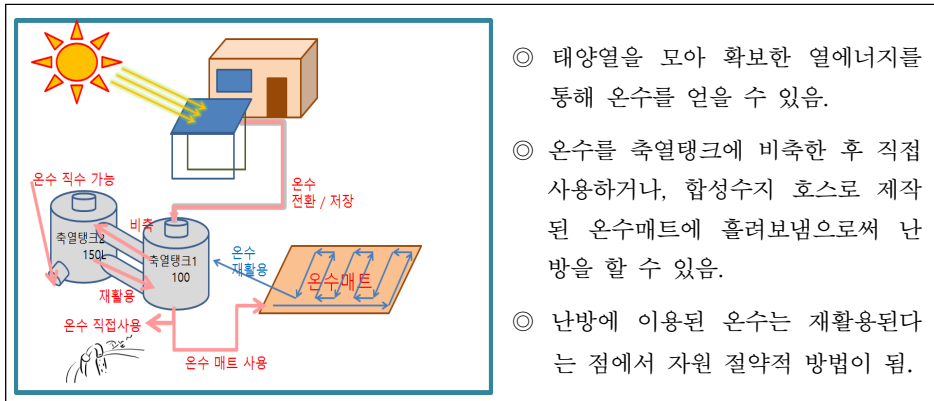 온수 직수 가능
축열탱크2
150L
비축
축열탱크1
100
재활용
온수
전환 / 저장
온수
재활용
온수매트
온수 직접사용
온수 매트 사용
◎ 태양열을 모아 확보한 열에너지를
통해 온수를 얻을 수 있음.
◎ 온수를 축열탱크에 비축한 후 직접
사용하거나, 합성수지 호스로 제작
된 온수매트에 흘려보냄으로써 난
방을 할 수 있음.
◎ 난방에 이용된 온수는 재활용된다
는 점에서 자원 절약적 방법이 됨.